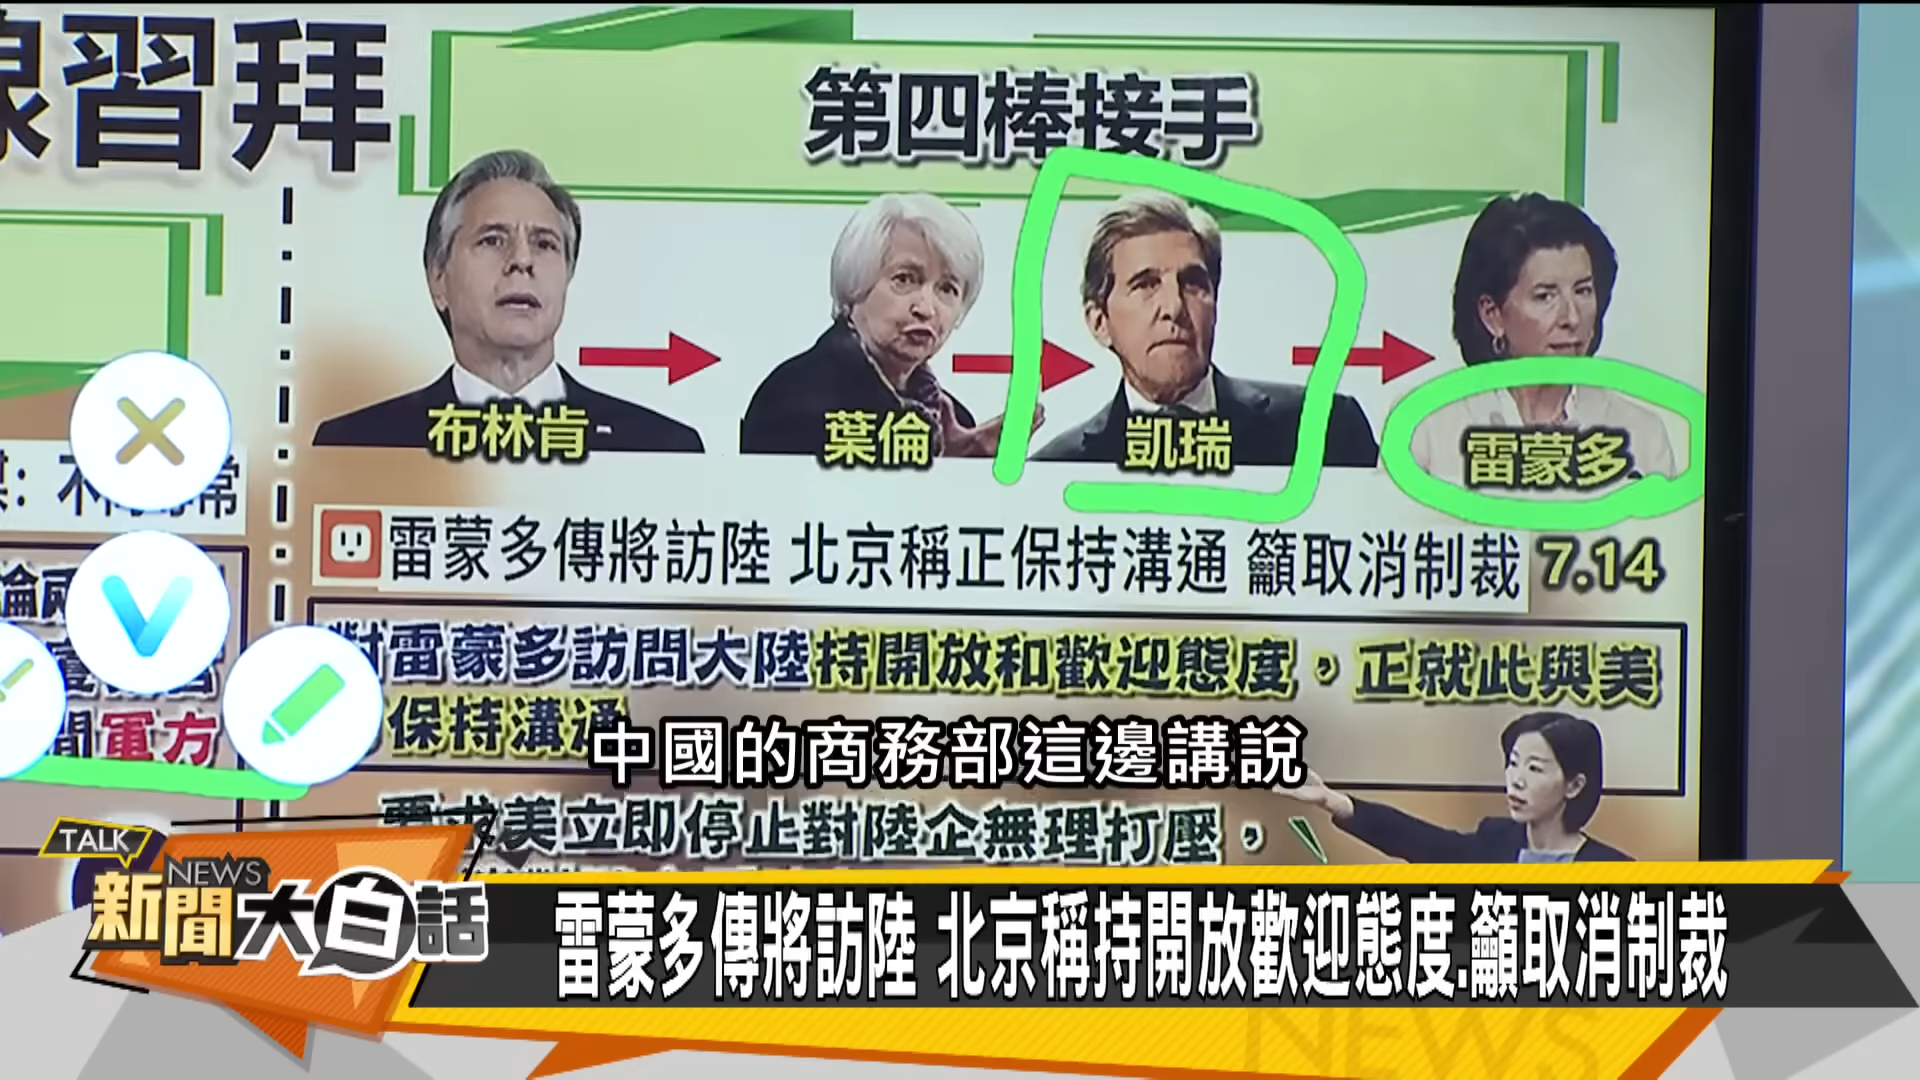 習拜
第四棒接手
布林肯
葉倫
凱瑞
雷蒙多
雷蒙多傳將訪陸 北京稱正保持溝通 籲取消制裁 7.14
對雷蒙多訪問大陸持開放和歡迎態度，正就此與美
保持溝通
軍方
中國的商務部這邊講說
要求美立即停止對陸企無理打壓，
TALK
NEWS
新聞大白話
雷蒙多傳將訪陸 北京稱持開放歡迎態度.籲取消制裁
NEWS